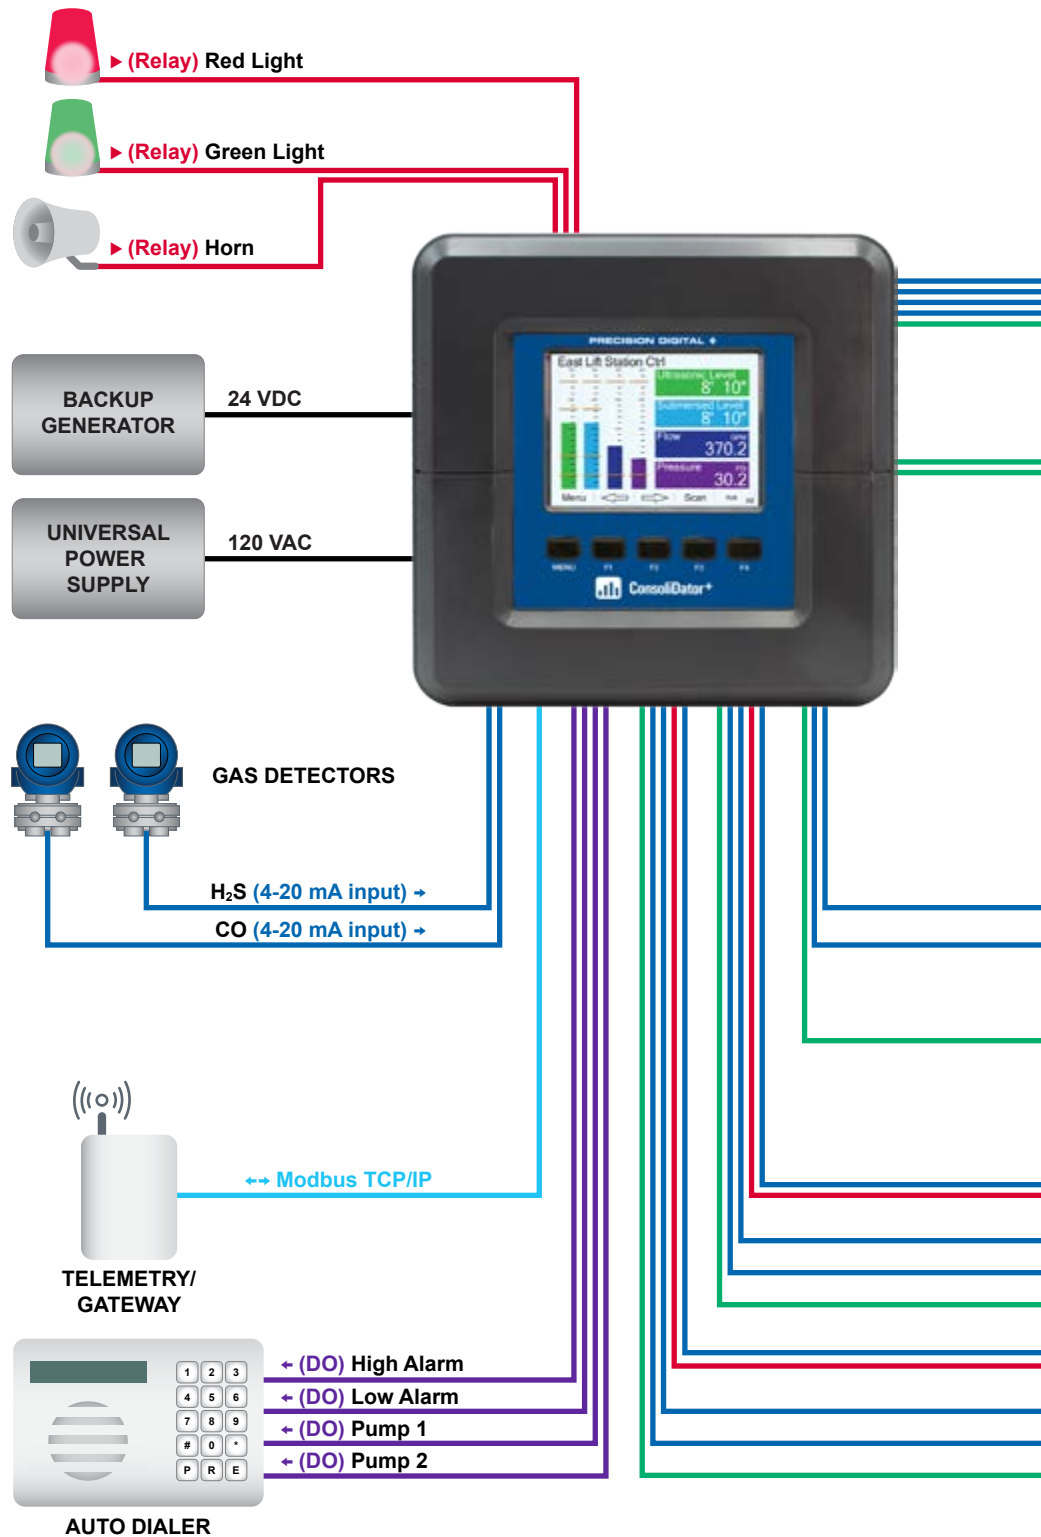 ▸ (Relay) Red Light
▸ (Relay) Green Light
▸ (Relay) Horn
PRECISION DIGITAL +
East Lift Station Ctrl
Ultrasonic Level
8' 10"
Submersed Level
8' 10"
Flow
370.2
Pressure
30.2
Menu
Scan
MENU F1 F2 F3 F4
ConsoliDator+
BACKUP
GENERATOR
24 VDC
UNIVERSAL
POWER
SUPPLY
120 VAC
GAS DETECTORS
H₂S (4-20 mA input) →
CO (4-20 mA input) →
←→ Modbus TCP/IP
TELEMETRY/
GATEWAY
← (DO) High Alarm
← (DO) Low Alarm
← (DO) Pump 1
← (DO) Pump 2
1 2 3
4 5 6
7 8 9
# 0 *
P R E
AUTO DIALER